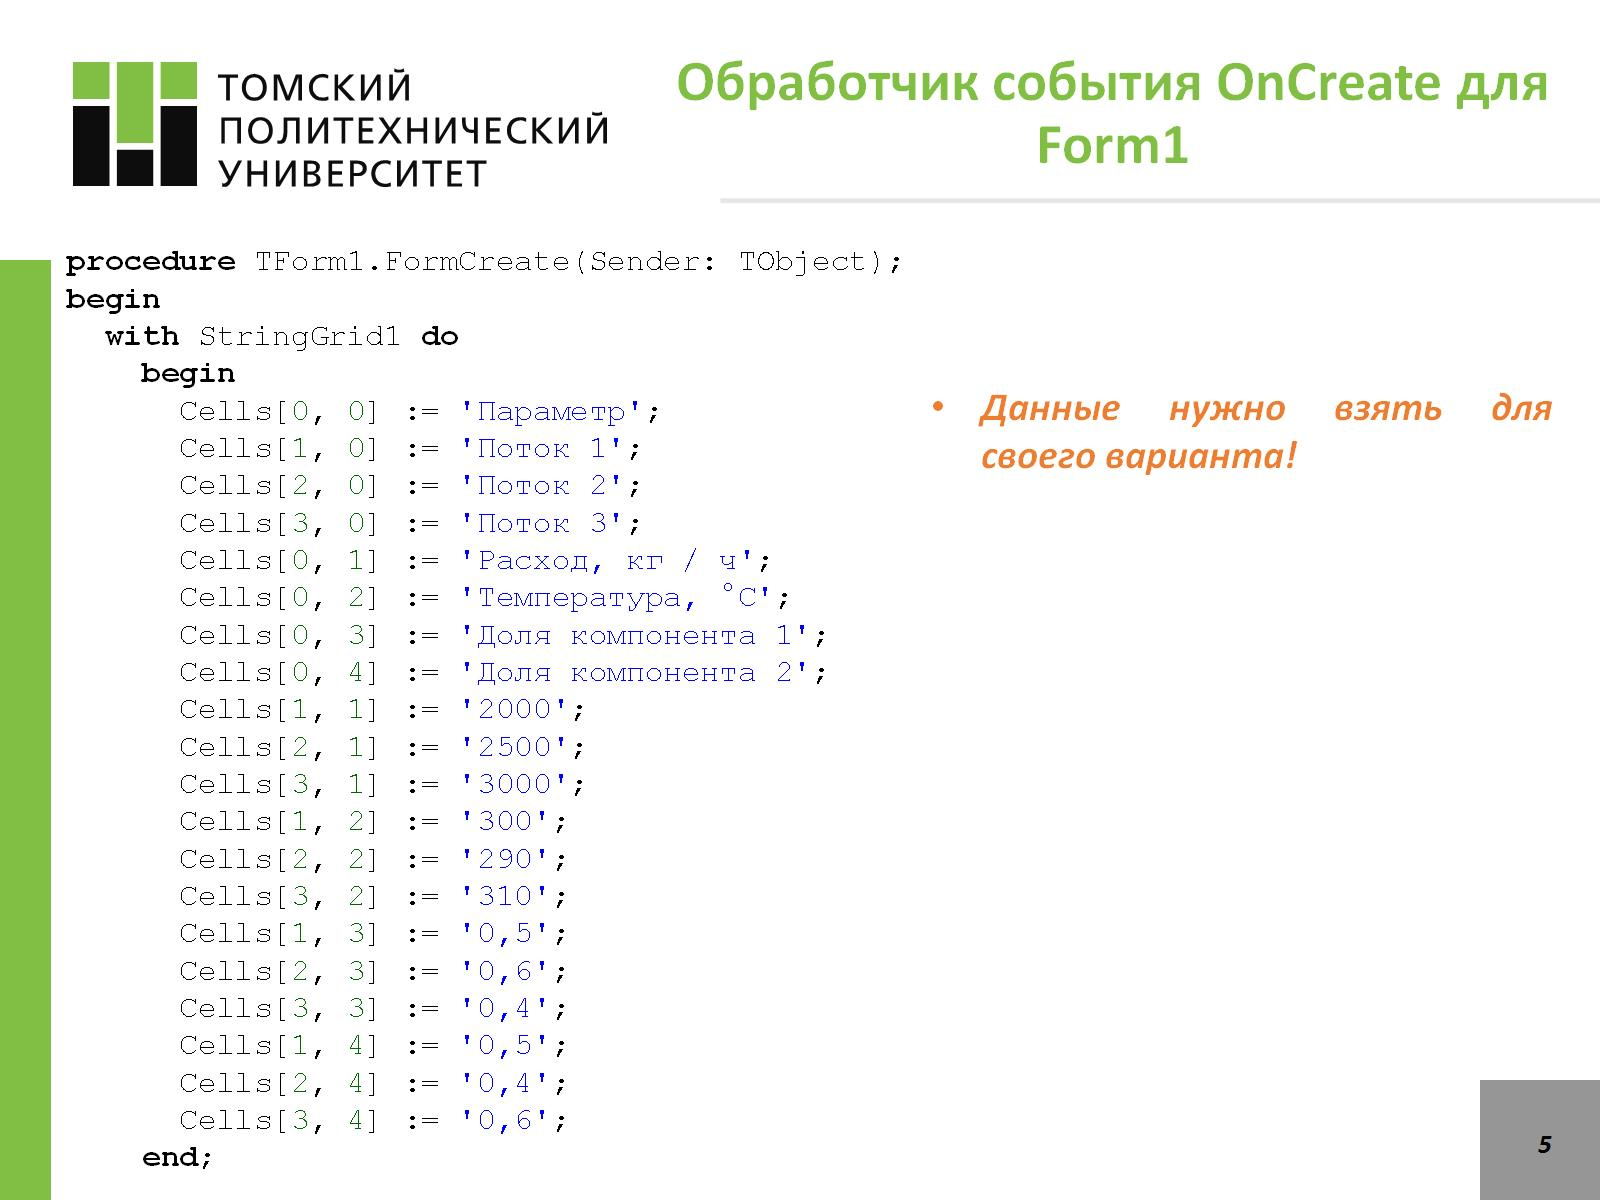 ТОМСКИЙ
ПОЛИТЕХНИЧЕСКИЙ
УНИВЕРСИТЕТ
Обработчик события OnCreate для
Form1
procedure TForm1.FormCreate(Sender: TObject);
begin
with StringGrid1 do
begin
Cells[0, 0] := 'Параметр';
Cells[1, 0] := 'Поток 1';
Cells[2, 0] := 'Поток 2';
Cells[3, 0] := 'Поток 3';
Cells[0, 1] := 'Расход, кг / ч';
Cells[0, 2] := 'Температура, °C';
Cells[0, 3] := 'Доля компонента 1';
Cells[0, 4] := 'Доля компонента 2';
Cells[1, 1] := '2000';
Cells[2, 1] := '2500';
Cells[3, 1] := '3000';
Cells[1, 2] := '300';
Cells[2, 2] := '290';
Cells[3, 2] := '310';
Cells[1, 3] := '0,5';
Cells[2, 3] := '0,6';
Cells[3, 3] := '0,4';
Cells[1, 4] := '0,5';
Cells[2, 4] := '0,4';
Cells[3, 4] := '0,6';
end;
• Данные нужно взять для
своего варианта!
5